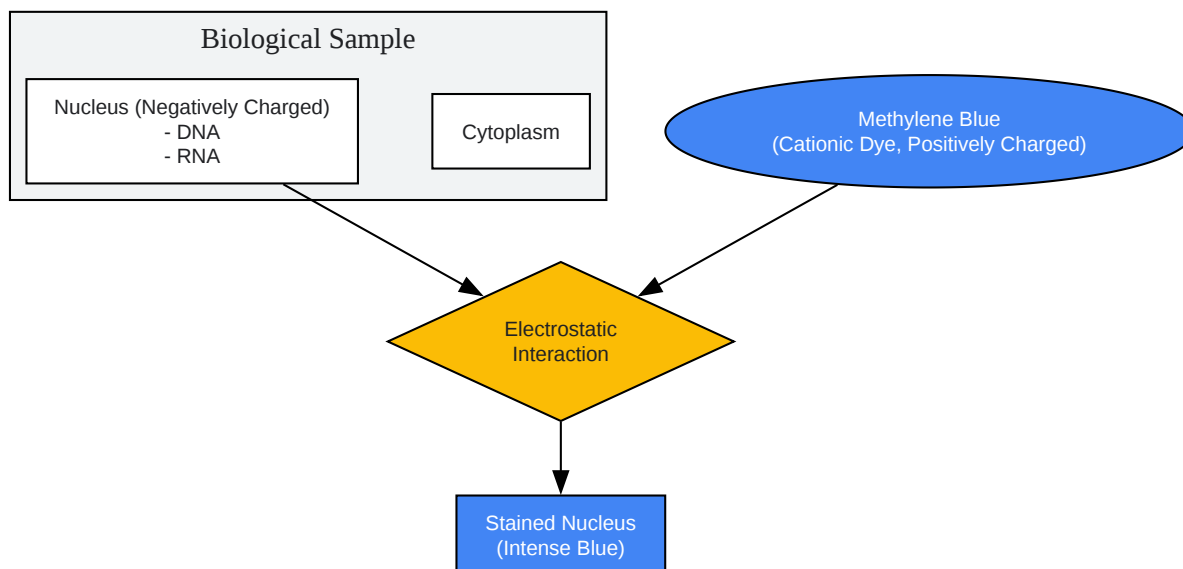 Biological Sample
Nucleus (Negatively Charged)
- DNA
- RNA
Cytoplasm
Methylene Blue
(Cationic Dye, Positively Charged)
Electrostatic
Interaction
Stained Nucleus
(Intense Blue)